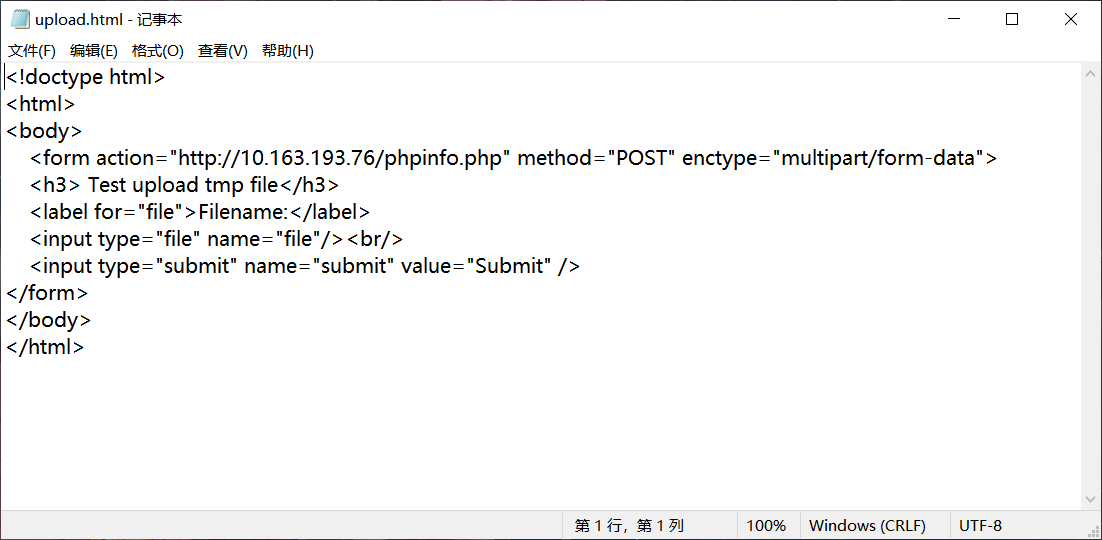 upload.html - 记事本
文件(F) 编辑(E) 格式(O) 查看(V) 帮助(H)
<!doctype html>
<html>
<body>
    <form action="http://10.163.193.76/phpinfo.php" method="POST" enctype="multipart/form-data">
    <h3> Test upload tmp file</h3>
    <label for="file">Filename:</label>
    <input type="file" name="file"/><br/>
    <input type="submit" name="submit" value="Submit" />
</form>
</body>
</html>
第 1 行，第 1 列 100% Windows (CRLF) UTF-8